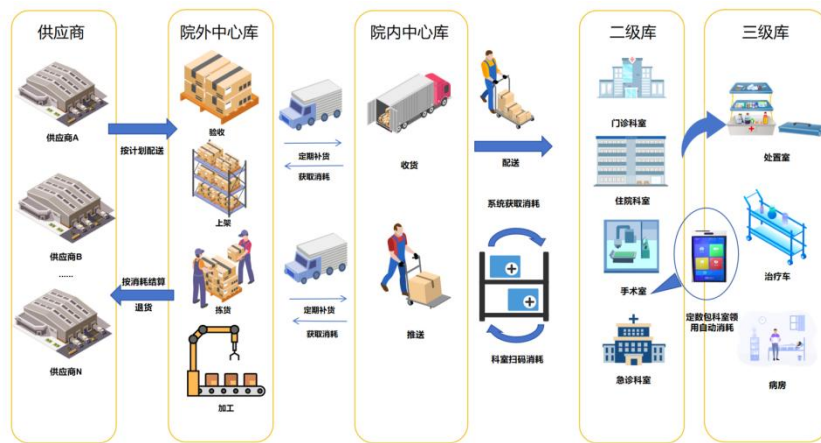 供应商
院外中心库
院内中心库
二级库
三级库
供应商A
按计划配送
验收
定期补货
获取消耗
收货
配送
门诊科室
处置室
住院科室
上架
系统获取消耗
供应商B
......
按消耗结算
退货
拣货
定期补货
获取消耗
推送
手术室
定数包科室领
用自动消耗
治疗车
科室扫码消耗
供应商N
加工
急诊科室
病房